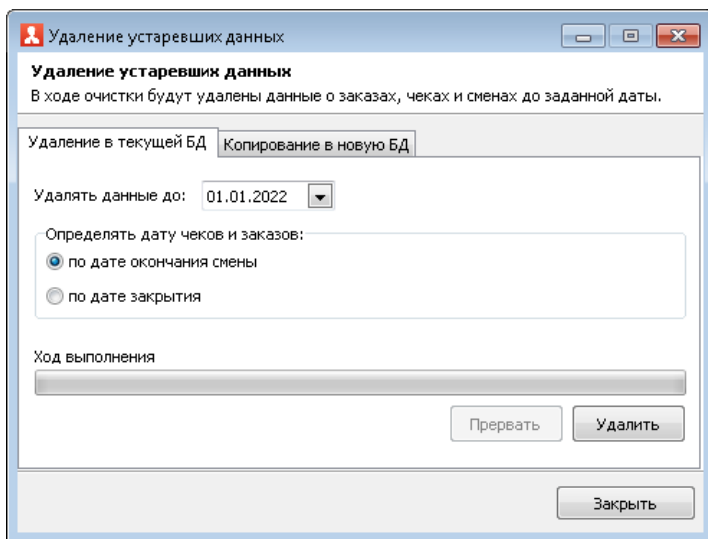 Удаление устаревших данных
Удаление устаревших данных
В ходе очистки будут удалены данные о заказах, чеках и сменах до заданной даты.
Удаление в текущей БД Копирование в новую БД
Удалять данные до: 01.01.2022
Определять дату чеков и заказов:
по дате окончания смены
по дате закрытия
Ход выполнения
Прервать Удалить
Закрыть